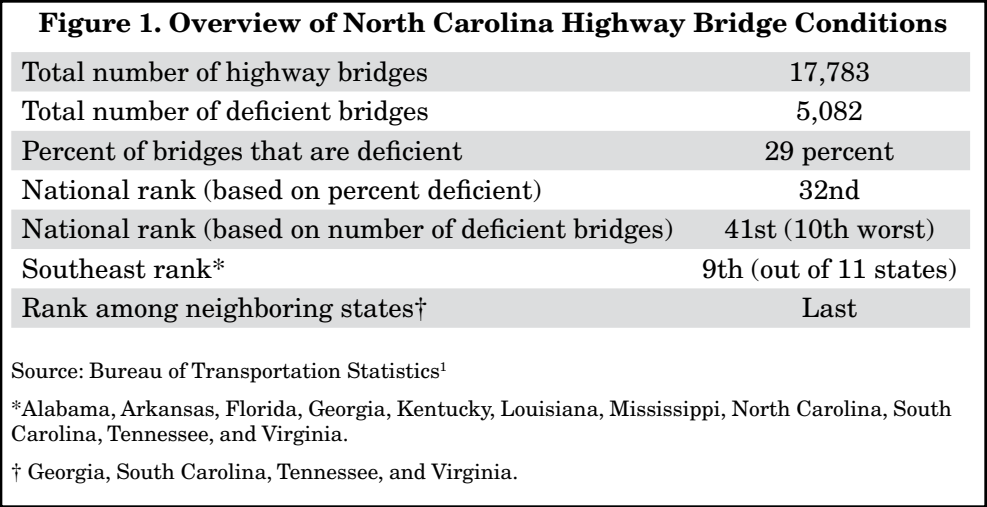 Figure 1. Overview of North Carolina Highway Bridge Conditions
Total number of highway bridges 17,783
Total number of deficient bridges 5,082
Percent of bridges that are deficient 29 percent
National rank (based on percent deficient) 32nd
National rank (based on number of deficient bridges) 41st (10th worst)
Southeast rank* 9th (out of 11 states)
Rank among neighboring states† Last
Source: Bureau of Transportation Statistics¹
*Alabama, Arkansas, Florida, Georgia, Kentucky, Louisiana, Mississippi, North Carolina, South
Carolina, Tennessee, and Virginia.
† Georgia, South Carolina, Tennessee, and Virginia.